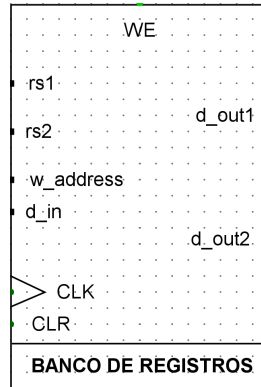 WE
rs1
d_out1
rs2
w_address
d_in
d_out2
CLK
CLR
BANCO DE REGISTROS